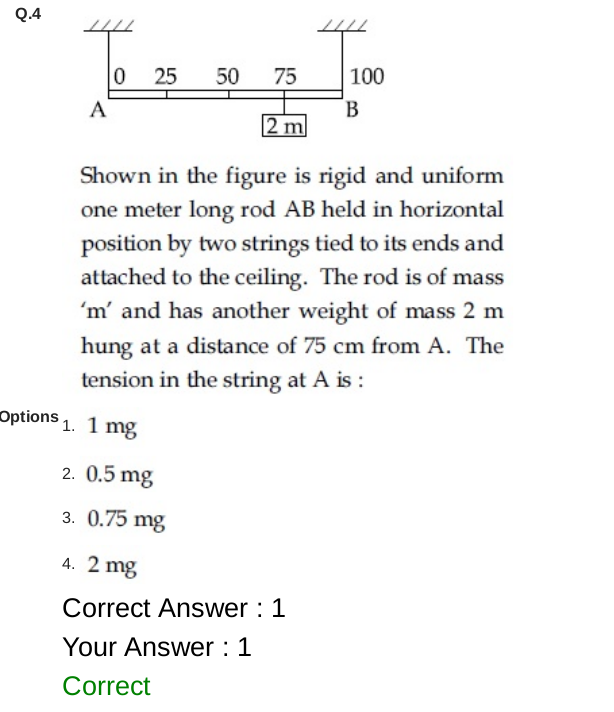 Q.4
0 25 50 75 100
A B
2 m
Shown in the figure is rigid and uniform
one meter long rod AB held in horizontal
position by two strings tied to its ends and
attached to the ceiling. The rod is of mass
‘m’ and has another weight of mass 2 m
hung at a distance of 75 cm from A. The
tension in the string at A is :
Options 1. 1 mg
2. 0.5 mg
3. 0.75 mg
4. 2 mg
Correct Answer : 1
Your Answer : 1
Correct